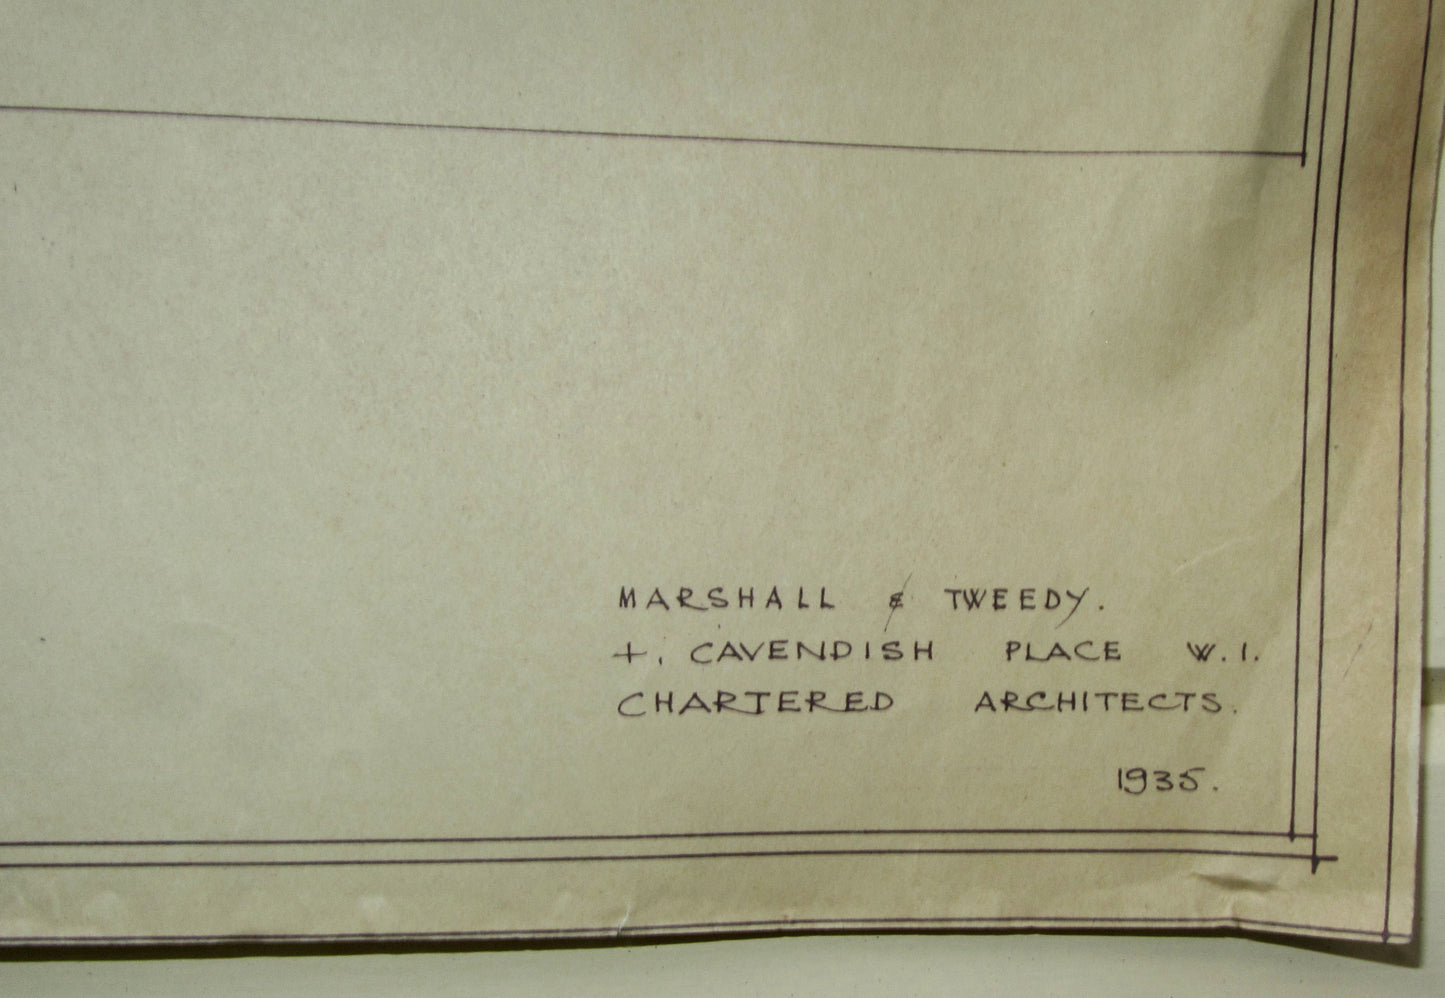 MARSHALL & TWEEDY.
4, CAVENDISH PLACE W.1.
CHARTERED ARCHITECTS.
1935.